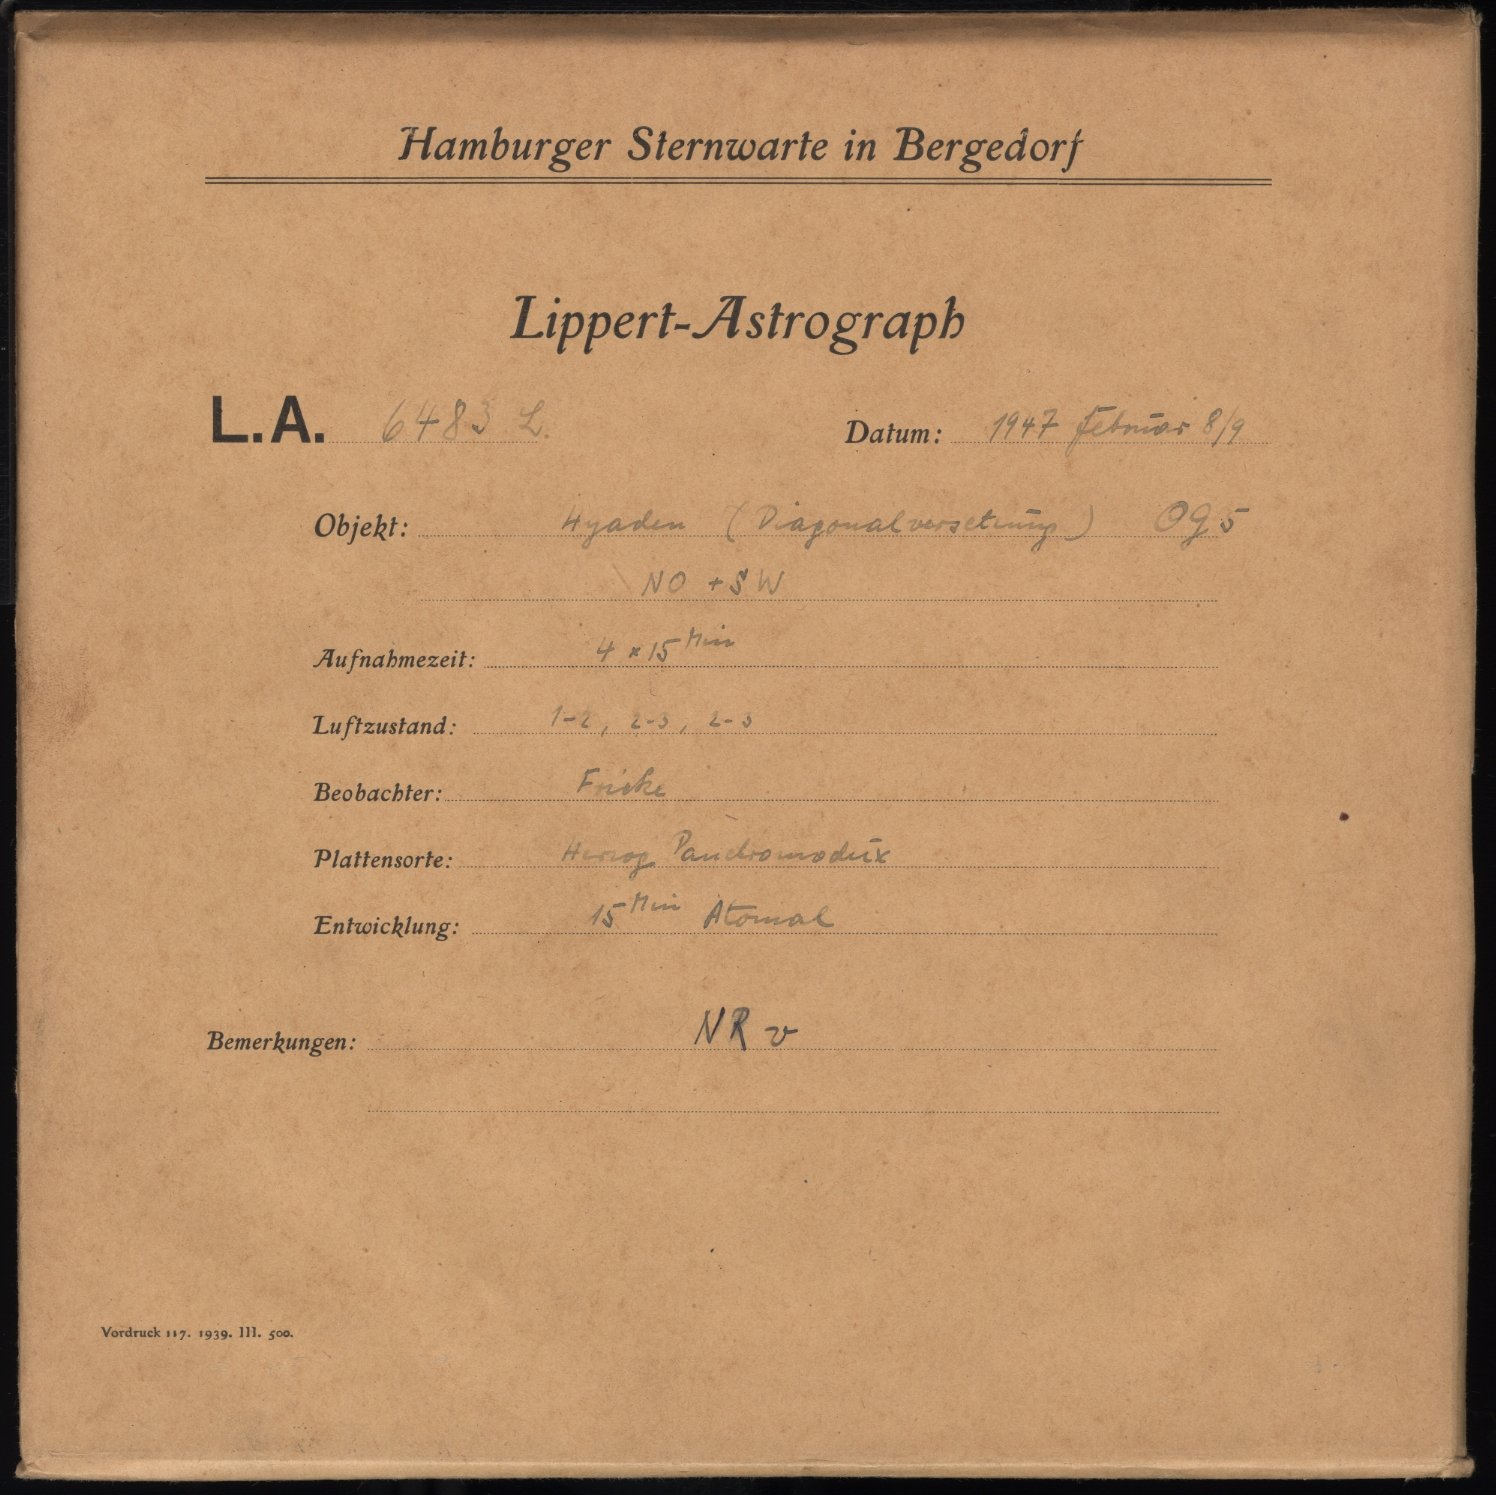 Hamburger Sternwarte in Bergedorf
Lippert-Astrograph
L.A. 6483 L. Datum: 1947 Februar 8/9
Objekt: Hyaden (Diagonalversetzung) OG5
NO + SW
Aufnahmezeit: 4 x 15 Min
Luftzustand: 1-2, 2-3, 2-3
Beobachter: Fricke
Plattensorte: Herzog Panchromodux
Entwicklung: 15 Min Atomal
Bemerkungen: NR v
Vordruck 117. 1939. III. 500.